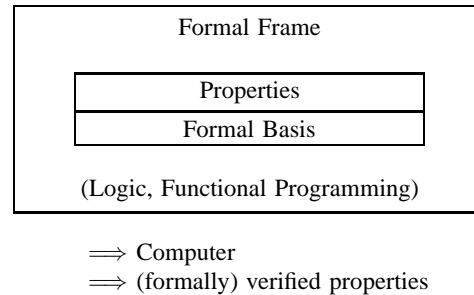 Formal Frame
Properties
Formal Basis
(Logic, Functional Programming)
⟹ Computer
⟹ (formally) verified properties